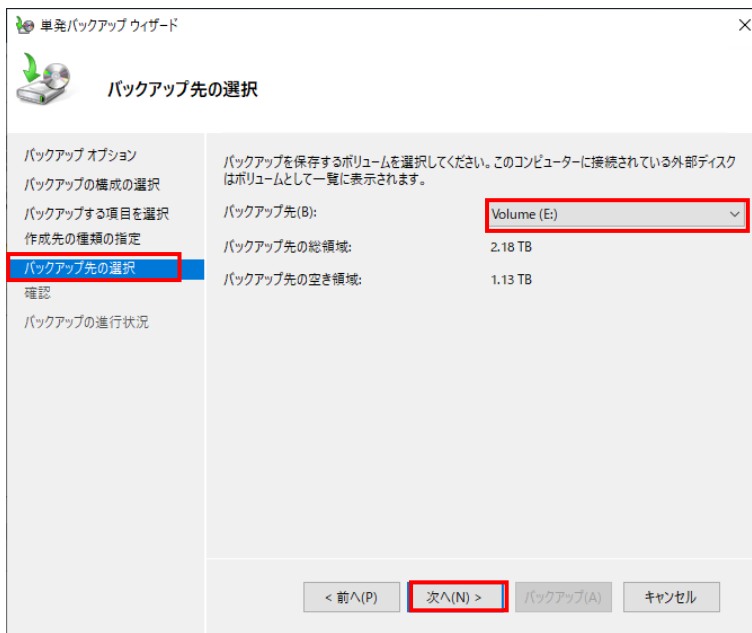 単発バックアップ ウィザード
バックアップ先の選択
バックアップ オプション
バックアップの構成の選択
バックアップする項目を選択
作成先の種類の指定
バックアップ先の選択
確認
バックアップの進行状況
バックアップを保存するボリュームを選択してください。このコンピューターに接続されている外部ディスク
はボリュームとして一覧に表示されます。
バックアップ先(B): Volume (E:)
バックアップ先の総領域: 2.18 TB
バックアップ先の空き領域: 1.13 TB
< 前へ(P) 次へ(N) > バックアップ(A) キャンセル